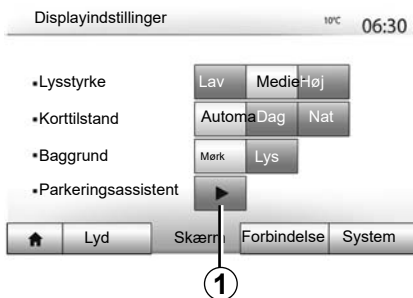 Displayindstillinger 10°C 06:30
▪Lysstyrke Lav Medie Høj
▪Korttilstand Automa Dag Nat
▪Baggrund Mørk Lys
▪Parkeringsassistent
Lyd Skærm Forbindelse System
1